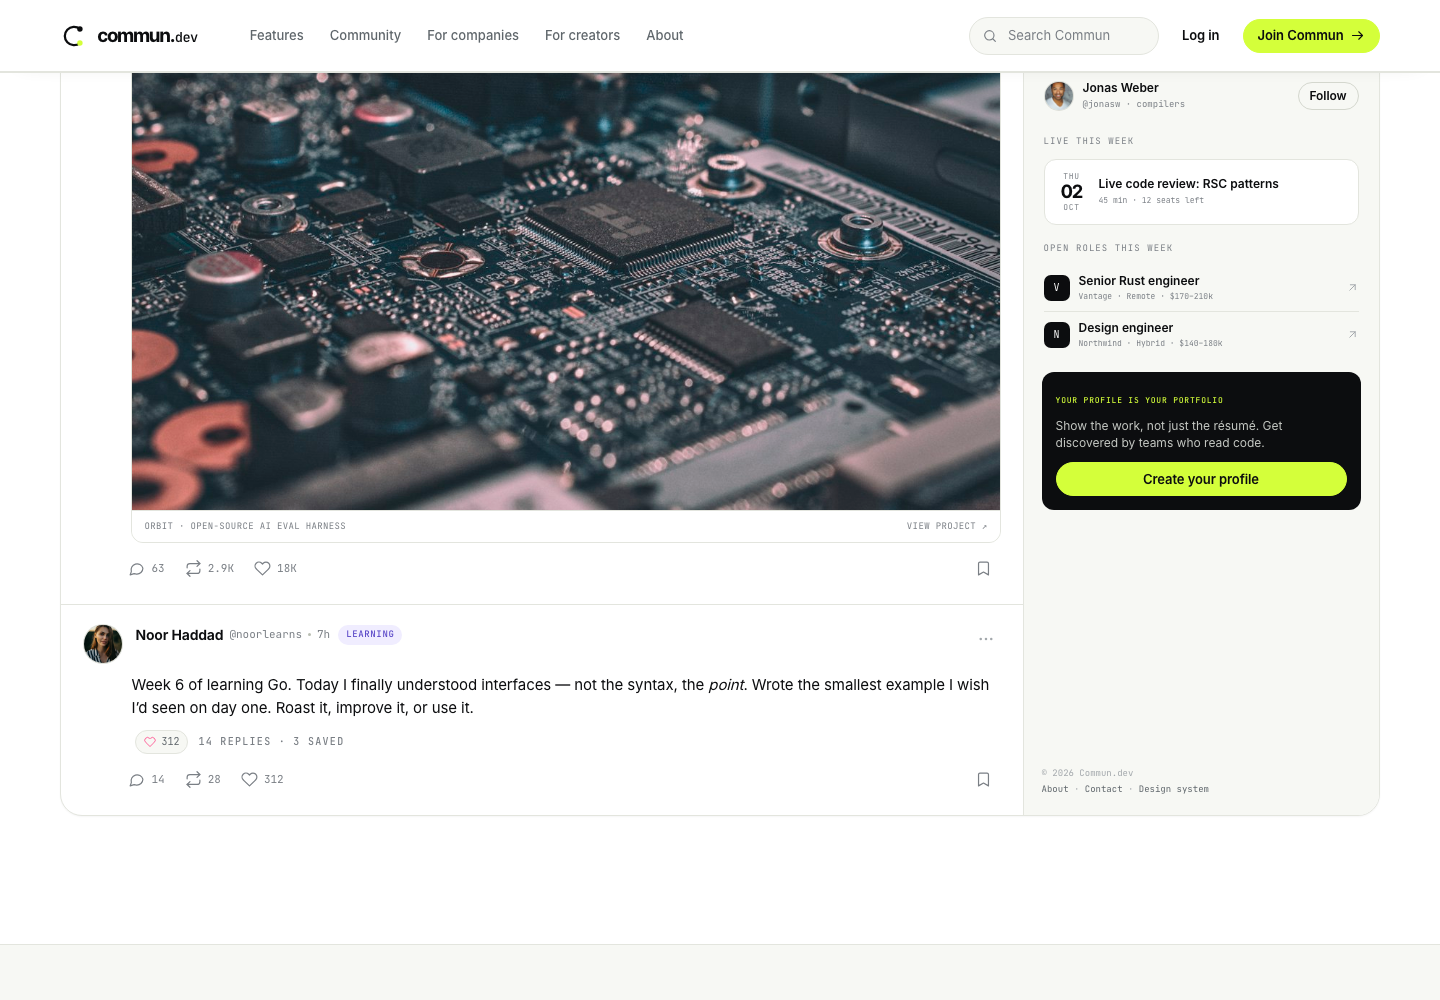 commun.dev
Features
Community
For companies
For creators
About
Search Commun
Log in
Join Commun →
ORBIT · OPEN-SOURCE AI EVAL HARNESS
VIEW PROJECT ↗
63
2.9K
18K
Noor Haddad @noorlearns · 7h LEARNING
Week 6 of learning Go. Today I finally understood interfaces — not the syntax, the point. Wrote the smallest example I wish
I’d seen on day one. Roast it, improve it, or use it.
312
14 REPLIES · 3 SAVED
14
28
312
Jonas Weber
@jonasw · compilers
Follow
LIVE THIS WEEK
THU
02
OCT
Live code review: RSC patterns
45 min · 12 seats left
OPEN ROLES THIS WEEK
V
Senior Rust engineer
Vantage · Remote · $170–210k
N
Design engineer
Northwind · Hybrid · $140–180k
YOUR PROFILE IS YOUR PORTFOLIO
Show the work, not just the résumé. Get
discovered by teams who read code.
Create your profile
© 2026 Commun.dev
About · Contact · Design system